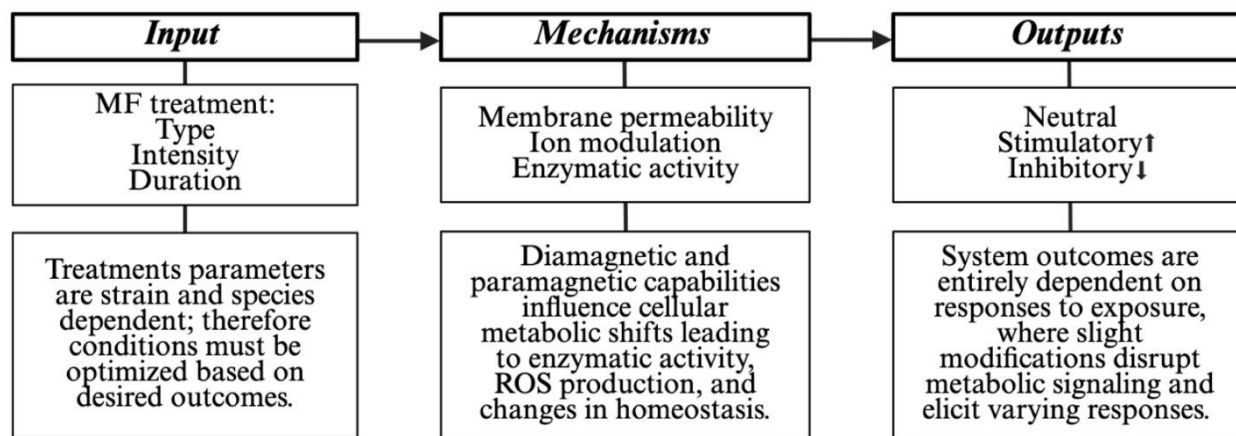 Input
MF treatment:
Type
Intensity
Duration
Treatments parameters
are strain and species
dependent; therefore
conditions must be
optimized based on
desired outcomes.
Mechanisms
Membrane permeability
Ion modulation
Enzymatic activity
Diamagnetic and
paramagnetic capabilities
influence cellular
metabolic shifts leading
to enzymatic activity,
ROS production, and
changes in homeostasis.
Outputs
Neutral
Stimulatory↑
Inhibitory↓
System outcomes are
entirely dependent on
responses to exposure,
where slight
modifications disrupt
metabolic signaling and
elicit varying responses.